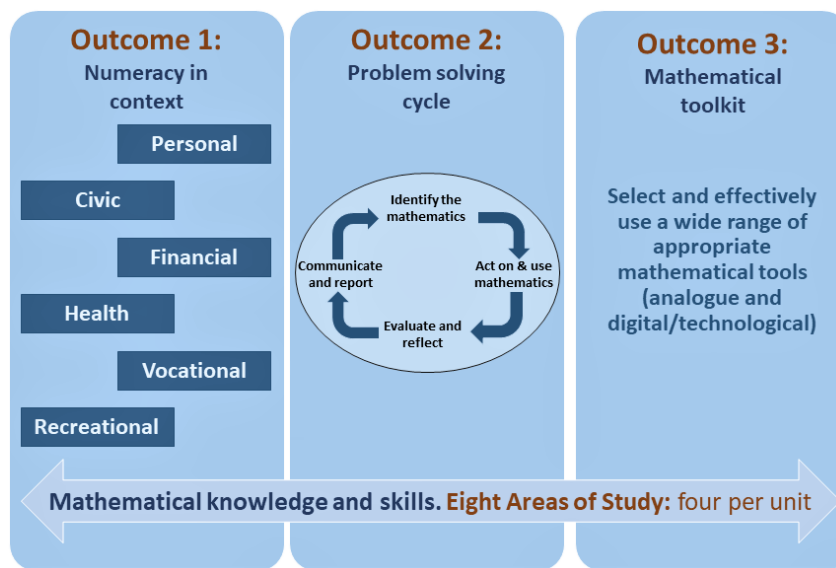 Outcome 1:
Numeracy in
context
Personal
Civic
Financial
Health
Vocational
Recreational
Outcome 2:
Problem solving
cycle
Identify the
mathematics
Act on & use
mathematics
Evaluate and
reflect
Communicate
and report
Outcome 3:
Mathematical
toolkit
Select and effectively
use a wide range of
appropriate
mathematical tools
(analogue and
digital/technological)
Mathematical knowledge and skills. Eight Areas of Study: four per unit